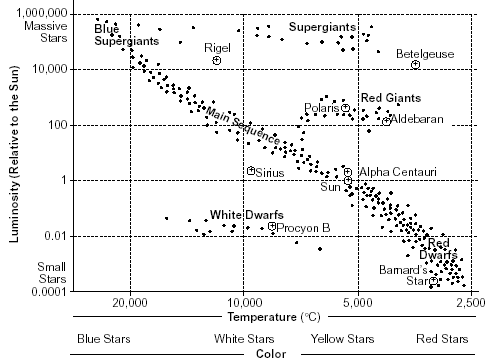 1,000,000
Massive
Stars
10,000
100
1
0.01
Small
Stars
0.0001
Luminosity (Relative to the Sun)
Blue
Supergiants
Supergiants
Rigel
Betelgeuse
Main Sequence
Polaris
Red Giants
Aldebaran
Sirius
Alpha Centauri
Sun
White Dwarfs
Procyon B
Red
Dwarfs
Barnard's
Star
20,000
10,000
5,000
2,500
Temperature (°C)
Blue Stars
White Stars
Yellow Stars
Red Stars
Color